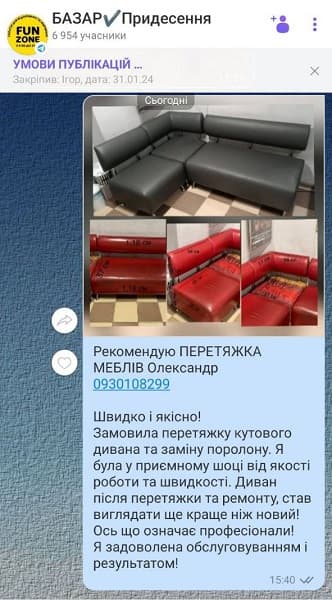 БАЗАР✔Придесення
6 954 учасники
FUN
ZONE
УМОВИ ПУБЛІКАЦІЙ ...
Закріпив: Ігор, дата: 31.01.24
Сьогодні
1.18 см
Рекомендую ПЕРЕТЯЖКА
МЕБЛІВ Олександр
0930108299
Швидко і якісно!
Замовила перетяжку кутового
дивана та заміну поролону. Я
була у приємному шоці від якості
роботи та швидкості. Диван
після перетяжки та ремонту, став
виглядати ще краще ніж новий!
Ось що означає професіонали!
Я задоволена обслуговуванням і
результатом!
15:40